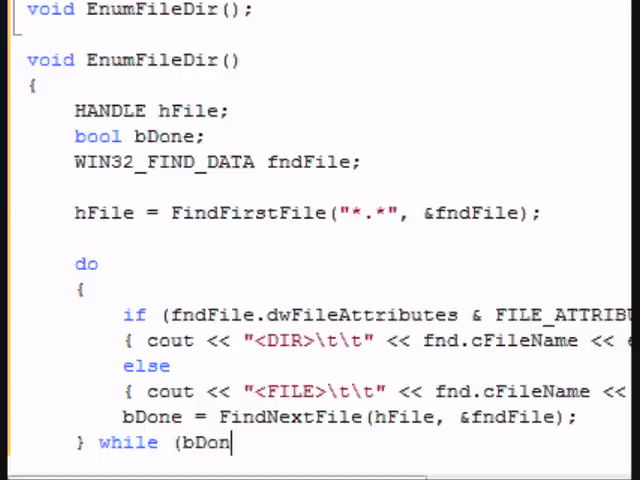 void EnumFileDir();
void EnumFileDir()
{
HANDLE hFile;
bool bDone;
WIN32_FIND_DATA fndFile;
hFile = FindFirstFile("*.*", &fndFile);
do
{
if (fndFile.dwFileAttributes & FILE_ATTRIBU
{ cout << "<DIR>\t\t" << fnd.cFileName << e
else
{ cout << "<FILE>\t\t" << fnd.cFileName <<
bDone = FindNextFile(hFile, &fndFile);
} while (bDon